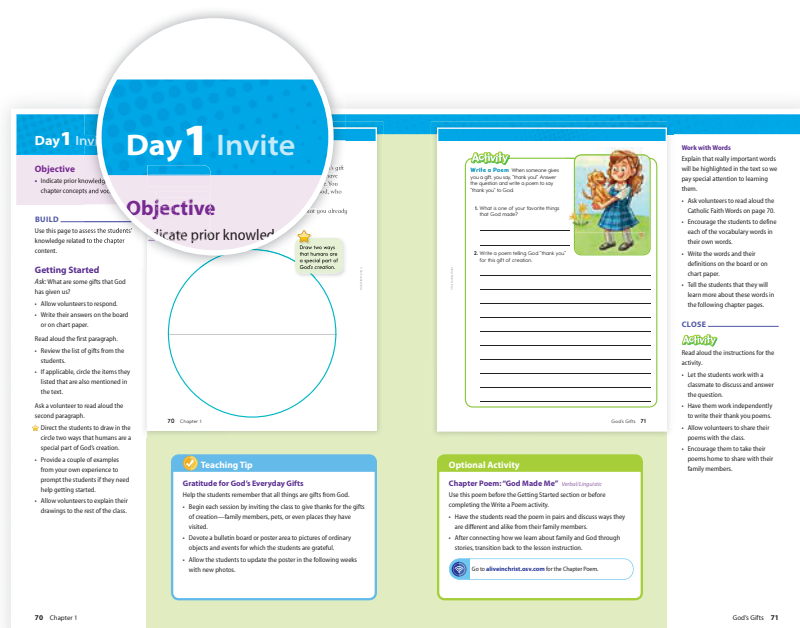 Day 1 Invi
Objective
• Indicate prior knowledg
chapter concepts and voc
BUILD
Use this page to assess the students'
knowledge related to the chapter
content.
Getting Started
Ask: What are some gifts that God
has given us?
• Allow volunteers to respond.
• Write their answers on the board
or on chart paper.
Read aloud the first paragraph.
• Review the list of gifts from the
students.
• If applicable, circle the items they
listed that are also mentioned in
the text.
Ask a volunteer to read aloud the
second paragraph.
Direct the students to draw in the
circle two ways that humans are a
special part of God's creation.
• Provide a couple of examples
from your own experience to
prompt the students if they need
help getting started.
• Allow volunteers to explain their
drawings to the rest of the class.
70 Chapter 1
Day 1 Invite
Objective
dicate prior knowled
's gift
ave
. You
od, who
at you already
Draw two ways
that humans are
a special part of
God's creation.
70 Chapter 1
Teaching Tip
Gratitude for God's Everyday Gifts
Help the students remember that all things are gifts from God.
• Begin each session by inviting the class to give thanks for the gifts
of creation—family members, pets, or even places they have
visited.
• Devote a bulletin board or poster area to pictures of ordinary
objects and events for which the students are grateful.
• Allow the students to update the poster in the following weeks
with new photos.
Activity
Write a Poem When someone gives
you a gift, you say, "thank you!" Answer
the question and write a poem to say
"thank you" to God.
1. What is one of your favorite things
that God made?
2. Write a poem telling God "thank you"
for this gift of creation.
God's Gifts 71
Optional Activity
Chapter Poem: "God Made Me" Verbal/Linguistic
Use this poem before the Getting Started section or before
completing the Write a Poem activity.
• Have the students read the poem in pairs and discuss ways they
are different and alike from their family members.
• After connecting how we learn about family and God through
stories, transition back to the lesson instruction.
Go to aliveinchrist.osv.com for the Chapter Poem.
Work with Words
Explain that really important words
will be highlighted in the text so we
pay special attention to learning
them.
• Ask volunteers to read aloud the
Catholic Faith Words on page 70.
• Encourage the students to define
each of the vocabulary words in
their own words.
• Write the words and their
definitions on the board or on
chart paper.
• Tell the students that they will
learn more about these words in
the following chapter pages.
CLOSE
Activity
Read aloud the instructions for the
activity.
• Let the students work with a
classmate to discuss and answer
the question.
• Have them work independently
to write their thank you poems.
• Allow volunteers to share their
poems with the class.
• Encourage them to take their
poems home to share with their
family members.
God's Gifts 71